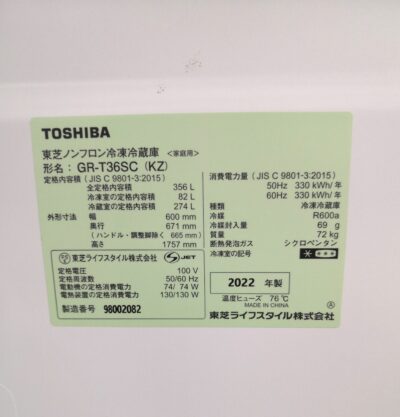 TOSHIBA
東芝ノンフロン冷凍冷蔵庫 <家庭用>
形名： GR-T36SC (KZ)
定格内容積 (JIS C 9801-3:2015)
全定格内容積 356 L
冷凍室の定格内容積 82 L
冷蔵室の定格内容積 274 L
外形寸法 幅 600 mm
奥行 671 mm
(ハンドル・調整脚除く 665 mm)
高さ 1757 mm
東芝ライフスタイル株会社 S JET
定格電圧 100 V
定格周波数 50/60 Hz
電動機の定格消費電力 74/ 74 W
電熱装置の定格消費電力 130/130 W
製造番号 98002082
消費電力量 (JIS C 9801-3:2015)
50Hz 330 kWh/年
60Hz 330 kWh/年
種類 冷凍冷蔵庫
冷媒 R600a
冷媒封入量 69 g
質量 72 kg
断熱発泡ガス シクロペンタン
冷凍室の記号
2022 年製
温度ヒューズ 76℃
MADE IN CHINA
東芝ライフスタイル株式会社